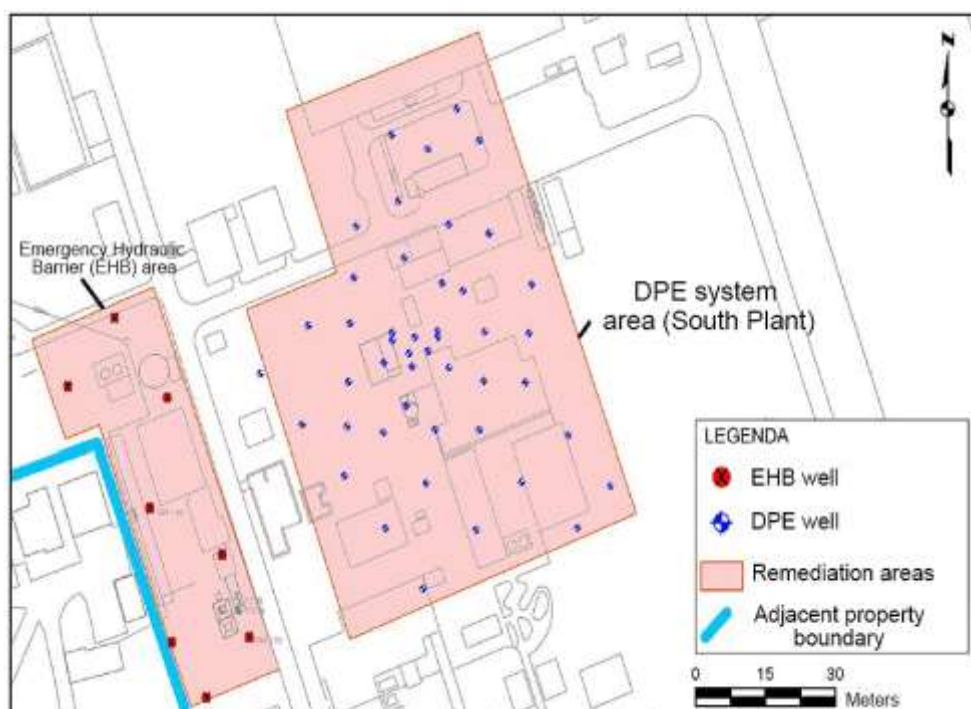 N
Emergency Hydraulic
Barrier (EHB) area
DPE system
area (South Plant)
LEGENDA
EHB well
DPE well
Remediation areas
Adjacent property
boundary
0 15 30
Meters